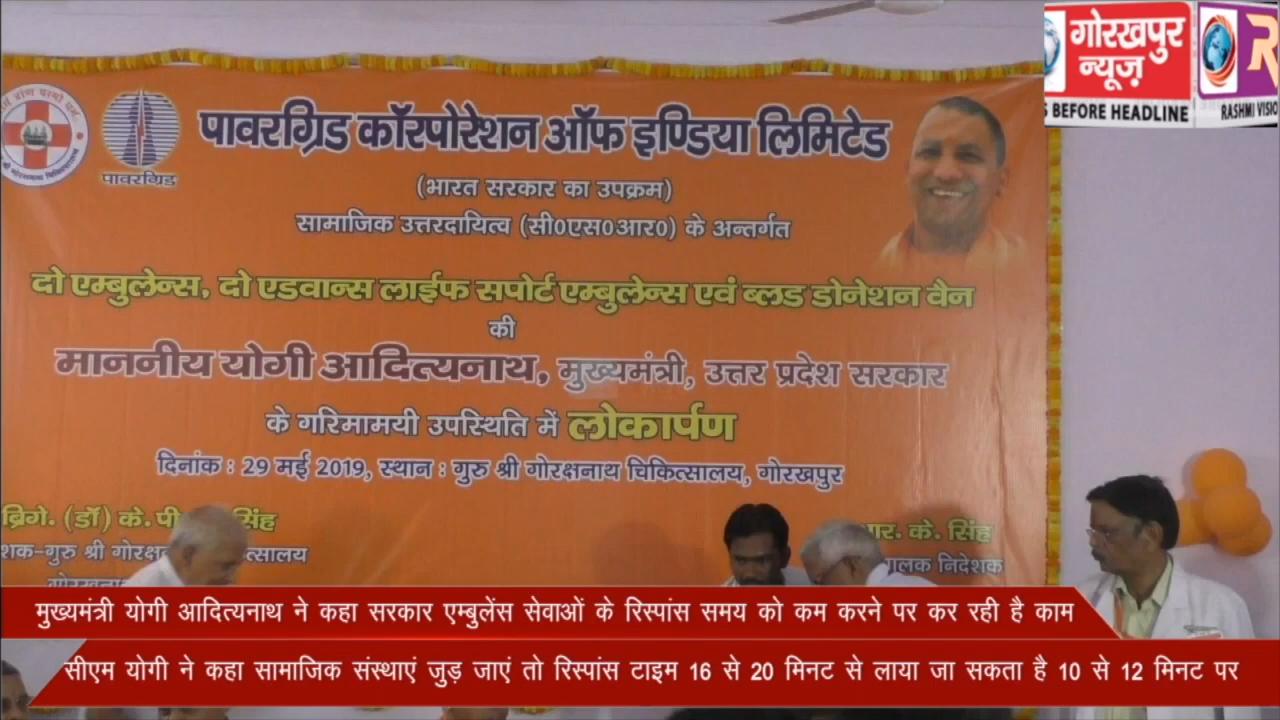 गोरखपुर
न्यूज़
BEFORE HEADLINE
RASHMI VISI
पावरग्रिड
पावरग्रिड कॉरपोरेशन ऑफ इण्डिया लिमिटेड
(भारत सरकार का उपक्रम)
सामाजिक उत्तरदायित्व (सी0एस0आर0) के अन्तर्गत
दो एम्बुलेन्स, दो एडवान्स लाईफ सपोर्ट एम्बुलेन्स एवं ब्लड डोनेशन वैन
की
माननीय योगी आदित्यनाथ, मुख्यमंत्री, उत्तर प्रदेश सरकार
के गरिमामयी उपस्थिति में लोकार्पण
दिनांक : 29 मई 2019, स्थान : गुरु श्री गोरक्षनाथ चिकित्सालय, गोरखपुर
ब्रिगे. (डॉ) के. पी. सिंह
आर. के. सिंह
गुरु श्री
निदेशक
मुख्यमंत्री योगी आदित्यनाथ ने कहा सरकार एम्बुलेंस सेवाओं के रिस्पांस समय को कम करने पर कर रही है काम
सीएम योगी ने कहा सामाजिक संस्थाएं जुड़ जाएं तो रिस्पांस टाइम 16 से 20 मिनट से लाया जा सकता है 10 से 12 मिनट पर